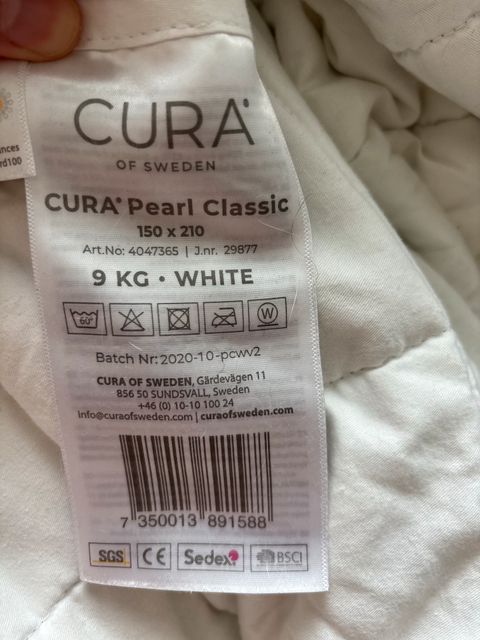 CURA
OF SWEDEN
nces
rd100
CURA® Pearl Classic
150 x 210
Art.No: 4047365 | J.nr. 29877
9 KG • WHITE
60°
W
Batch Nr: 2020-10-pcwv2
CURA OF SWEDEN, Gärdevägen 11
856 50 SUNDSVALL, SWEDEN
+46 (0) 10-10 100 24
Info@curaofsweden.com | curaofsweden.com
7 350013 891588
SGS CE Sedex BSCI